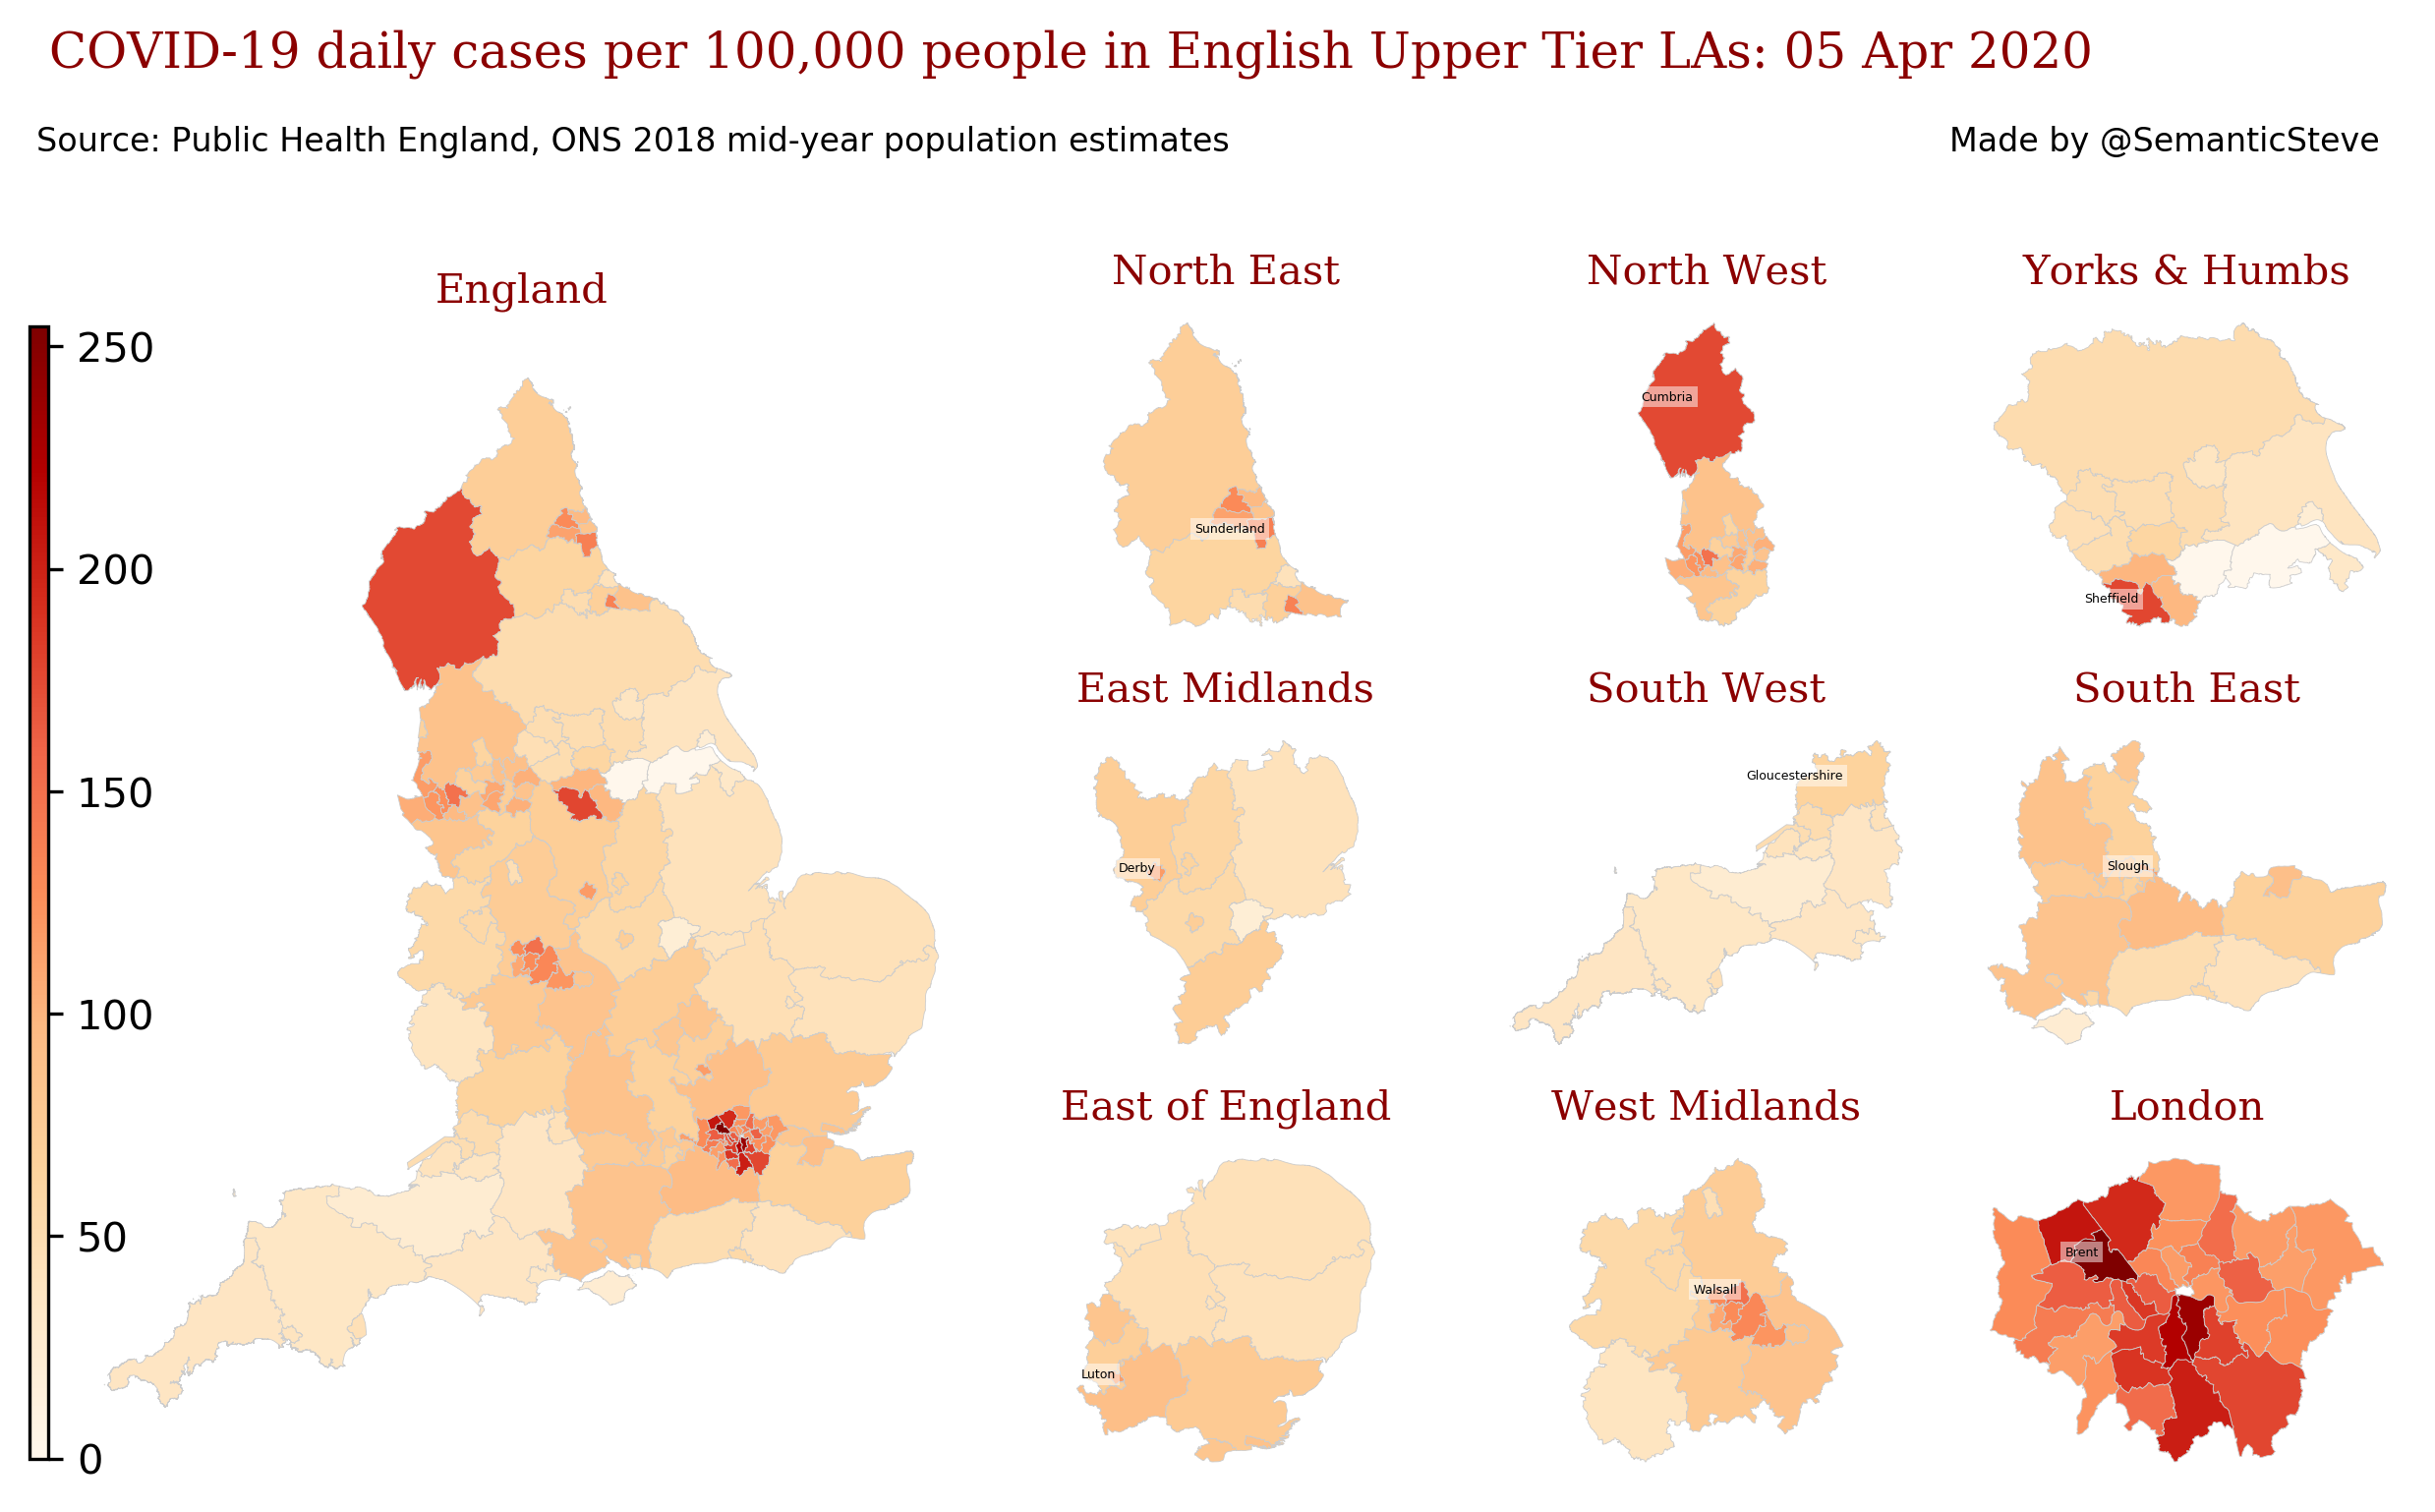 COVID-19 daily cases per 100,000 people in English Upper Tier LAs: 05 Apr 2020
Source: Public Health England, ONS 2018 mid-year population estimates
Made by @SemanticSteve
England
North East
North West
Yorks & Humbs
250
200
150
100
50
0
Cumbria
Sunderland
Sheffield
East Midlands
South West
South East
Gloucestershire
Derby
Slough
East of England
West Midlands
London
Brent
Walsall
Luton